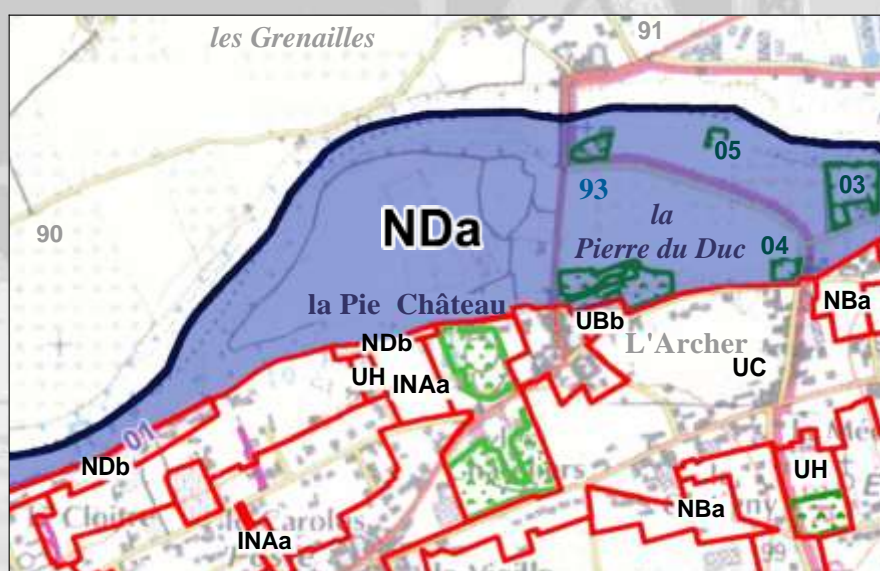 les Grenailles
91
05
03
93
90
NDa
la
Pierre du Duc
04
la Pie Château
NBa
UBb
NDb
L'Archer
UH
INAa
UC
01
NDb
UH
NBa
INAa
99